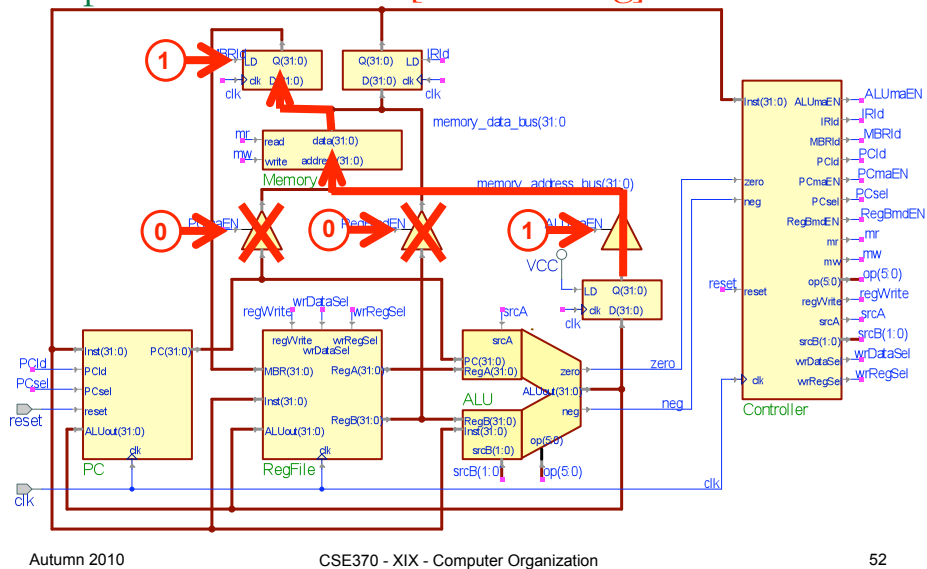 1
LD Q(31:0)
clk D(31:0)
clk
Q(31:0) LD
D(31:0) clk
IRld
clk
memory_data_bus(31:0
mr
mw
read data(31:0)
write
Memory
memory_address_bus(31:0)
0
0
1
VCC
LD Q(31:0)
clk D(31:0)
clk
Inst(31:0) ALUmaEN
IRld
MBRld
PCld
zero PCmaEN
neg PCsel
RegBmdEN
mr
mw
reset op(5:0)
regWrite
srcA
srcB(1:0)
wrDataSel
clk wrRegSel
Controller
ALUmaEN
IRld
MBRld
PCld
PCmaEN
PCsel
RegBmdEN
mr
mw
op(5:0)
regWrite
srcA
srcB(1:0)
wrDataSel
wrRegSel
reset
PCld
PCsel
reset
clk
Inst(31:0) PC(31:0)
PCld
PCsel
reset
ALUout(31:0)
clk
PC
regWrite wrDataSel wrRegSel
regWrite wrRegSel
wrDataSel
MBR(31:0) RegA(31:0)
Inst(31:0)
RegB(31:0)
ALUout(31:0)
clk
RegFile
srcA
srcA
PC(31:0)
RegA(31:0)
zero
ALU
ALUout(31:0)
RegB(31:0)
Inst(31:0)
neg
srcB(1:0)
op(5:0)
srcB(1:0) op(5:0)
zero
neg
clk
Autumn 2010
CSE370 - XIX - Computer Organization
52